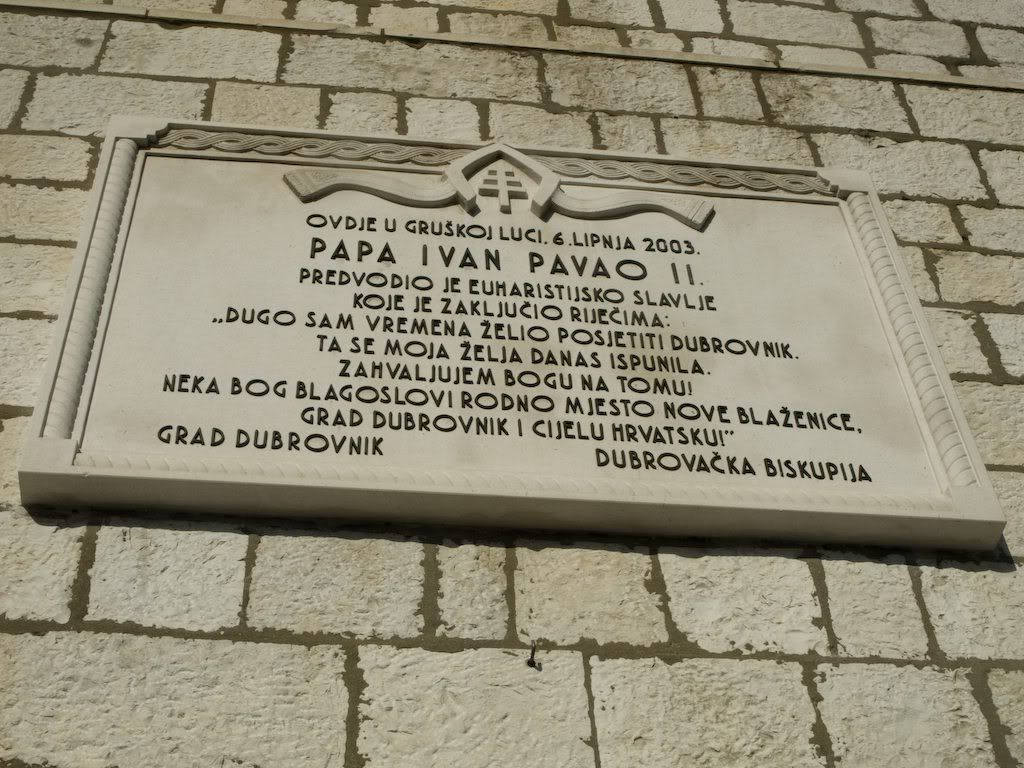 OVDJE U GRUŠKOJ LUCI. 6. LIPNJA 2003.
PAPA IVAN PAVAO II.
PREDVODIO JE EUHARISTIJSKO SLAVLJE
KOJE JE ZAKLJUČIO RIJEČIMA:
„DUGO SAM VREMENA ŽELIO POSJETITI DUBROVNIK.
TA SE MOJA ŽELJA DANAS ISPUNILA.
ZAHVALJUJEM BOGU NA TOMU!
NEKA BOG BLAGOSLOVI RODNO MJESTO NOVE BLAŽENICE,
GRAD DUBROVNIK I CIJELU HRVATSKU!”
GRAD DUBROVNIK DUBROVAČKA BISKUPIJA